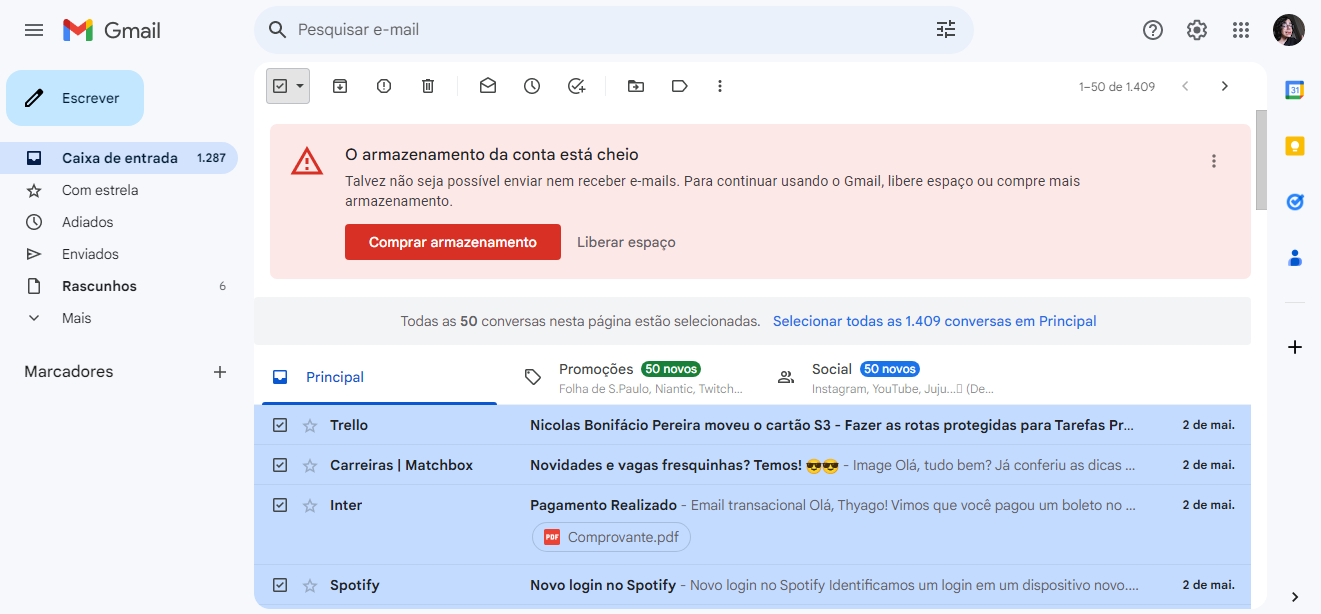 Gmail
Pesquisar e-mail
Escrever
Caixa de entrada 1.287
Com estrela
Adiados
Enviados
Rascunhos 6
Mais
Marcadores
1–50 de 1.409
O armazenamento da conta está cheio
Talvez não seja possível enviar nem receber e-mails. Para continuar usando o Gmail, libere espaço ou compre mais
armazenamento.
Comprar armazenamento Liberar espaço
Todas as 50 conversas nesta página estão selecionadas. Selecionar todas as 1.409 conversas em Principal
Principal
Promoções 50 novos
Folha de S.Paulo, Niantic, Twitch...
Social 50 novos
Instagram, YouTube, Juju...▯ (De...
Trello Nicolas Bonifácio Pereira moveu o cartão S3 - Fazer as rotas protegidas para Tarefas Pr... 2 de mai.
Carreiras | Matchbox Novidades e vagas fresquinhas? Temos! 😎😎 - Image Olá, tudo bem? Já conferiu as dicas ... 2 de mai.
Inter Pagamento Realizado - Email transacional Olá, Thyago! Vimos que você pagou um boleto no ... 2 de mai.
PDF Comprovante.pdf
Spotify Novo login no Spotify - Novo login no Spotify Identificamos um login em um dispositivo novo.... 2 de mai.
31